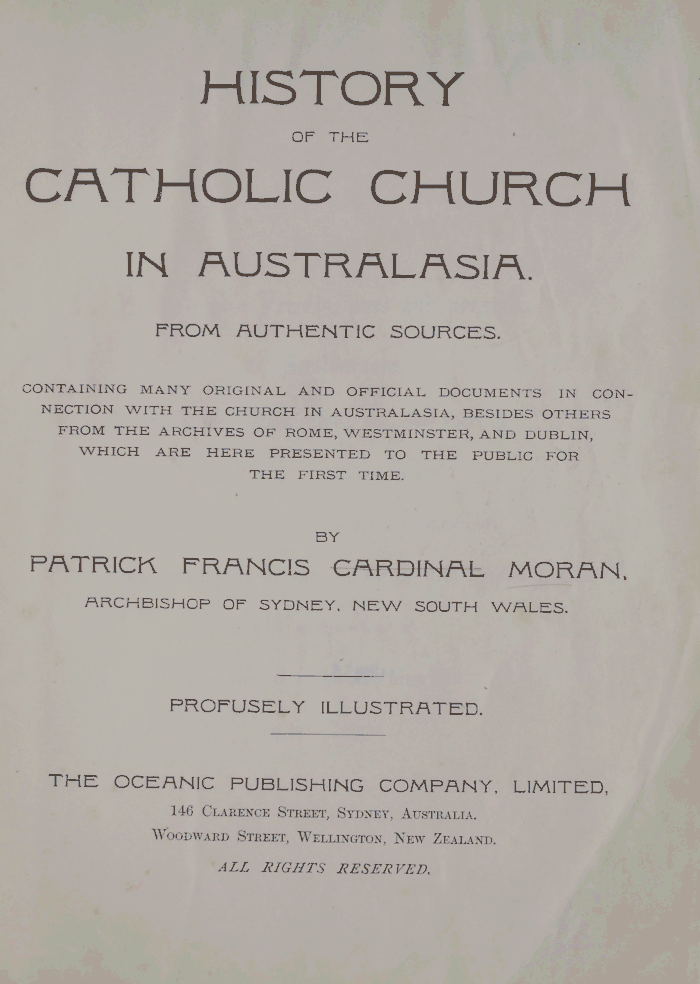 HISTORY
OF THE
CATHOLIC CHURCH
IN AUSTRALASIA.
FROM AUTHENTIC SOURCES.
CONTAINING MANY ORIGINAL AND OFFICIAL DOCUMENTS IN CON-
NECTION WITH THE CHURCH IN AUSTRALASIA, BESIDES OTHERS
FROM THE ARCHIVES OF ROME, WESTMINSTER, AND DUBLIN,
WHICH ARE HERE PRESENTED TO THE PUBLIC FOR
THE FIRST TIME.
BY
PATRICK FRANCIS CARDINAL MORAN,
ARCHBISHOP OF SYDNEY, NEW SOUTH WALES.
PROFUSELY ILLUSTRATED.
THE OCEANIC PUBLISHING COMPANY, LIMITED,
146 CLARENCE STREET, SYDNEY, AUSTRALIA.
WOODWARD STREET, WELLINGTON, NEW ZEALAND.
ALL RIGHTS RESERVED.